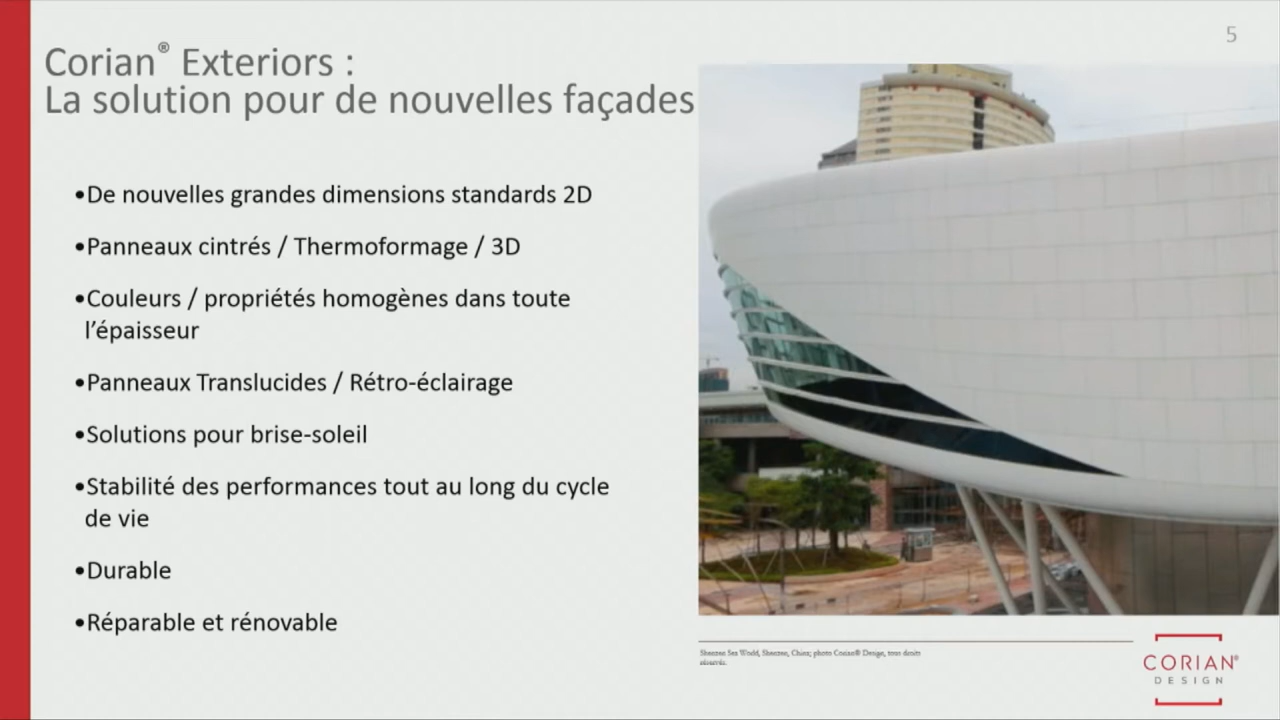 5
Corian® Exteriors :
La solution pour de nouvelles façades
•De nouvelles grandes dimensions standards 2D
•Panneaux cintrés / Thermoformage / 3D
•Couleurs / propriétés homogènes dans toute
l’épaisseur
•Panneaux Translucides / Rétro-éclairage
•Solutions pour brise-soleil
•Stabilité des performances tout au long du cycle
de vie
•Durable
•Réparable et rénovable
Sea World, China; photo Corian® Design, tous droits
CORIAN®
DESIGN